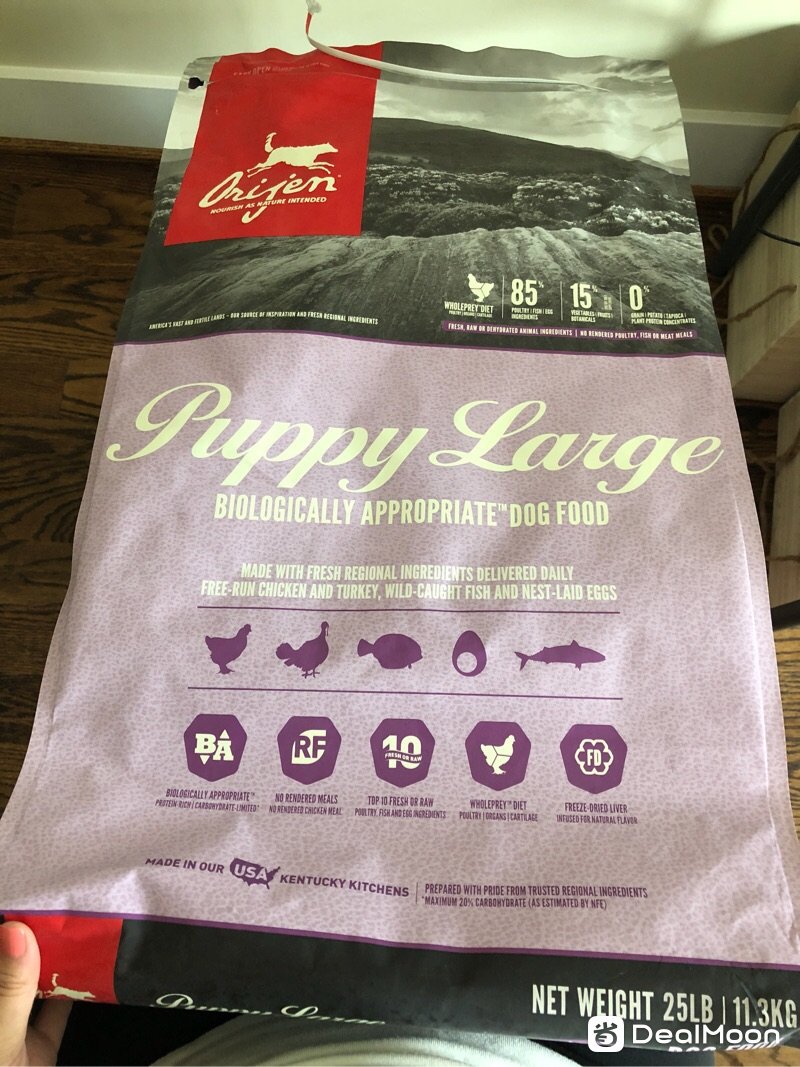 Orijen
NOURISH AS NATURE INTENDED
WHOLEPREY DIET
POULTRY | ORGANS | CARTILAGE
85%
POULTRY | FISH | EGG
INGREDIENTS
15%
VEGETABLES | FRUITS
BOTANICALS
0%
GRAIN | POTATO | TAPIOCA |
PLANT PROTEIN CONCENTRATES
AMERICA'S VAST AND FERTILE LANDS - OUR SOURCE OF INSPIRATION AND FRESH REGIONAL INGREDIENTS
FRESH, RAW OR DEHYDRATED ANIMAL INGREDIENTS | NO RENDERED POULTRY, FISH OR MEAT MEALS
Puppy Large
BIOLOGICALLY APPROPRIATE™ DOG FOOD
MADE WITH FRESH REGIONAL INGREDIENTS DELIVERED DAILY
FREE-RUN CHICKEN AND TURKEY, WILD-CAUGHT FISH AND NEST-LAID EGGS
BA
RF
10
FRESH OR RAW
FD
BIOLOGICALLY APPROPRIATE™
PROTEIN-RICH | CARBOHYDRATE-LIMITED*
NO RENDERED MEALS
NO RENDERED CHICKEN MEAL
TOP 10 FRESH OR RAW
POULTRY, FISH AND EGG INGREDIENTS
WHOLEPREY™ DIET
POULTRY | ORGANS | CARTILAGE
FREEZE-DRIED LIVER
INFUSED FOR NATURAL FLAVOR
MADE IN OUR USA KENTUCKY KITCHENS
PREPARED WITH PRIDE FROM TRUSTED REGIONAL INGREDIENTS
*MAXIMUM 20% CARBOHYDRATE (AS ESTIMATED BY NFE)
Puppy Large
NET WEIGHT 25LB | 11.3KG
DOG FOOD
DealMoon